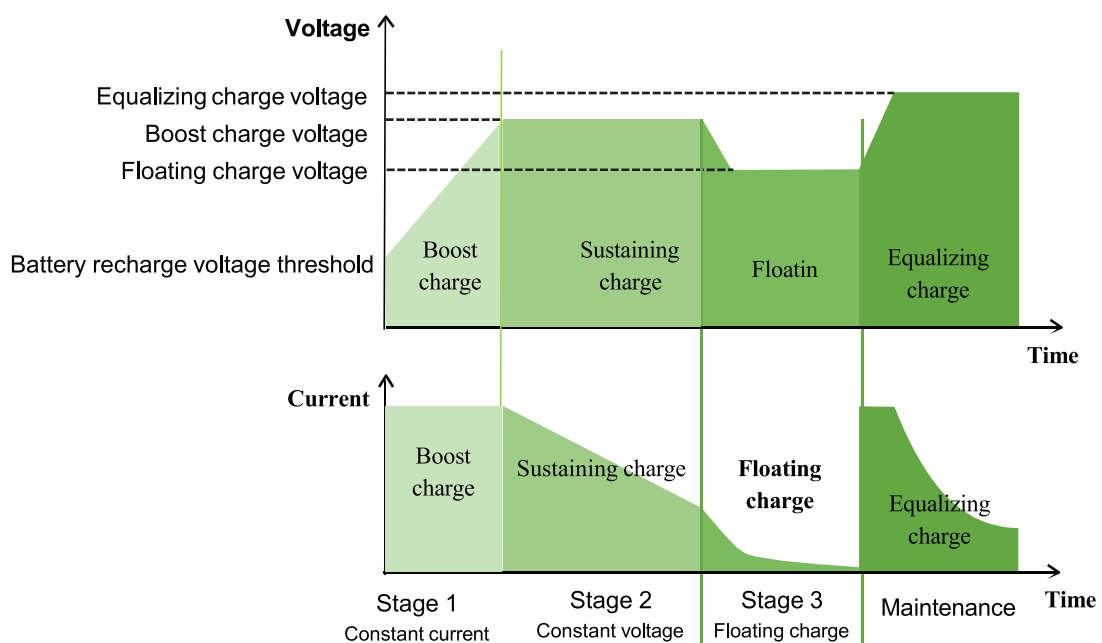 Voltage
Equalizing charge voltage
Boost charge voltage
Floating charge voltage
Battery recharge voltage threshold
Boost
charge
Sustaining
charge
Floatin
Equalizing
charge
Time
Current
Boost
charge
Sustaining charge
Floating
charge
Equalizing
charge
Time
Stage 1
Constant current
Stage 2
Constant voltage
Stage 3
Floating charge
Maintenance